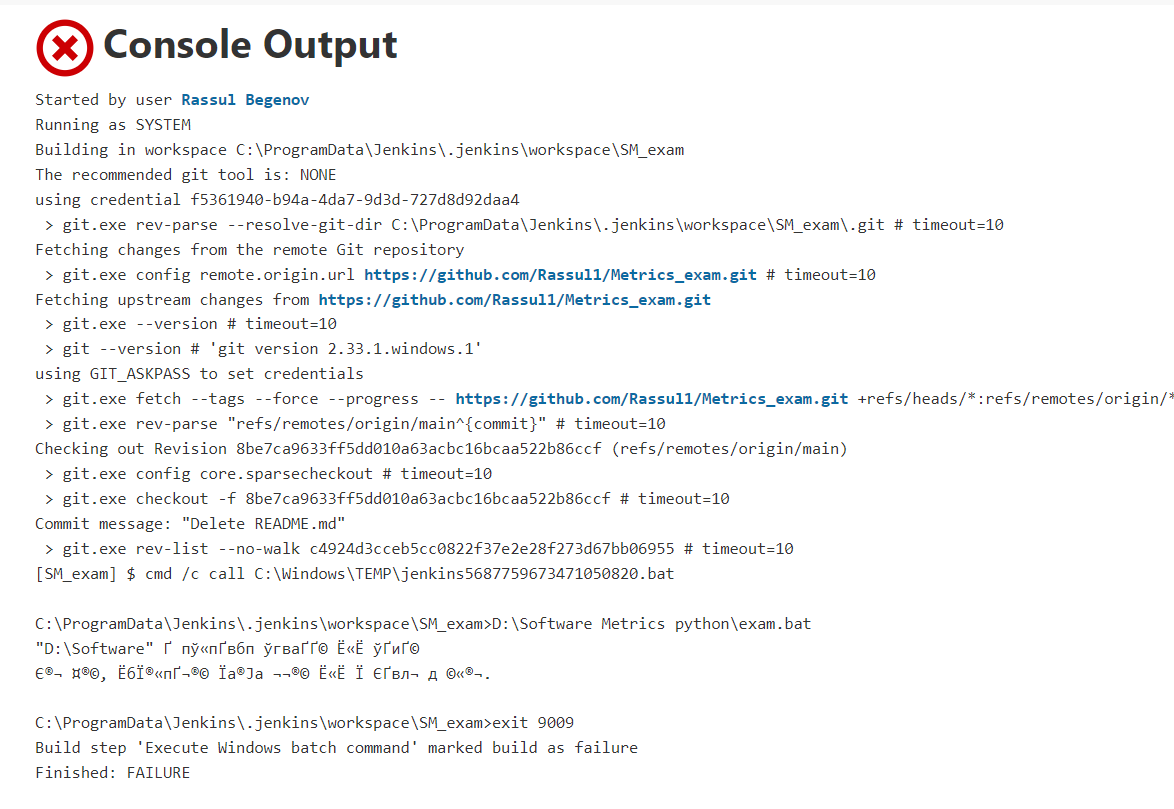 Console Output
Started by user Rassul Begenov
Running as SYSTEM
Building in workspace C:\ProgramData\Jenkins\.jenkins\workspace\SM_exam
The recommended git tool is: NONE
using credential f5361940-b94a-4da7-9d3d-727d8d92daa4
> git.exe rev-parse --resolve-git-dir C:\ProgramData\Jenkins\.jenkins\workspace\SM_exam\.git # timeout=10
Fetching changes from the remote Git repository
> git.exe config remote.origin.url https://github.com/Rassul1/Metrics_exam.git # timeout=10
Fetching upstream changes from https://github.com/Rassul1/Metrics_exam.git
> git.exe --version # timeout=10
> git --version # 'git version 2.33.1.windows.1'
using GIT_ASKPASS to set credentials
> git.exe fetch --tags --force --progress -- https://github.com/Rassul1/Metrics_exam.git +refs/heads/*:refs/remotes/origin/*
> git.exe rev-parse "refs/remotes/origin/main^{commit}" # timeout=10
Checking out Revision 8be7ca9633ff5dd010a63acbc16bcaa522b86ccf (refs/remotes/origin/main)
> git.exe config core.sparsecheckout # timeout=10
> git.exe checkout -f 8be7ca9633ff5dd010a63acbc16bcaa522b86ccf # timeout=10
Commit message: "Delete README.md"
> git.exe rev-list --no-walk c4924d3cceb5cc0822f37e2e28f273d67bb06955 # timeout=10
[SM_exam] $ cmd /c call C:\Windows\TEMP\jenkins5687759673471050820.bat
C:\ProgramData\Jenkins\.jenkins\workspace\SM_exam>D:\Software Metrics python\exam.bat
"D:\Software" Ґ пў«пҐвбп ўгваҐҐ© Ё«Ё ўҐиҐ©
Є®¬ ¤®©, ЁбЇ®«пҐ¬®© Їа®Ја ¬¬®© Ё«Ё Ї ЄҐвл¬ д ©«®¬.
C:\ProgramData\Jenkins\.jenkins\workspace\SM_exam>exit 9009
Build step 'Execute Windows batch command' marked build as failure
Finished: FAILURE